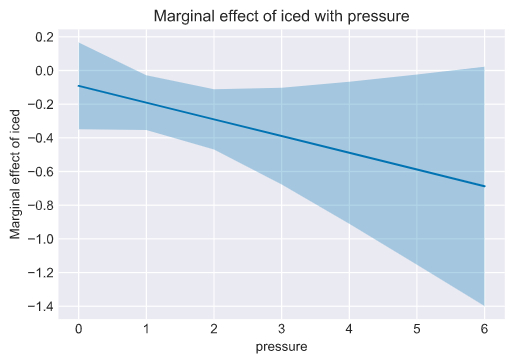 Marginal effect of iced with pressure
0.2
0.0
−0.2
−0.4
−0.6
−0.8
−1.0
−1.2
−1.4
Marginal effect of iced
0 1 2 3 4 5 6
pressure